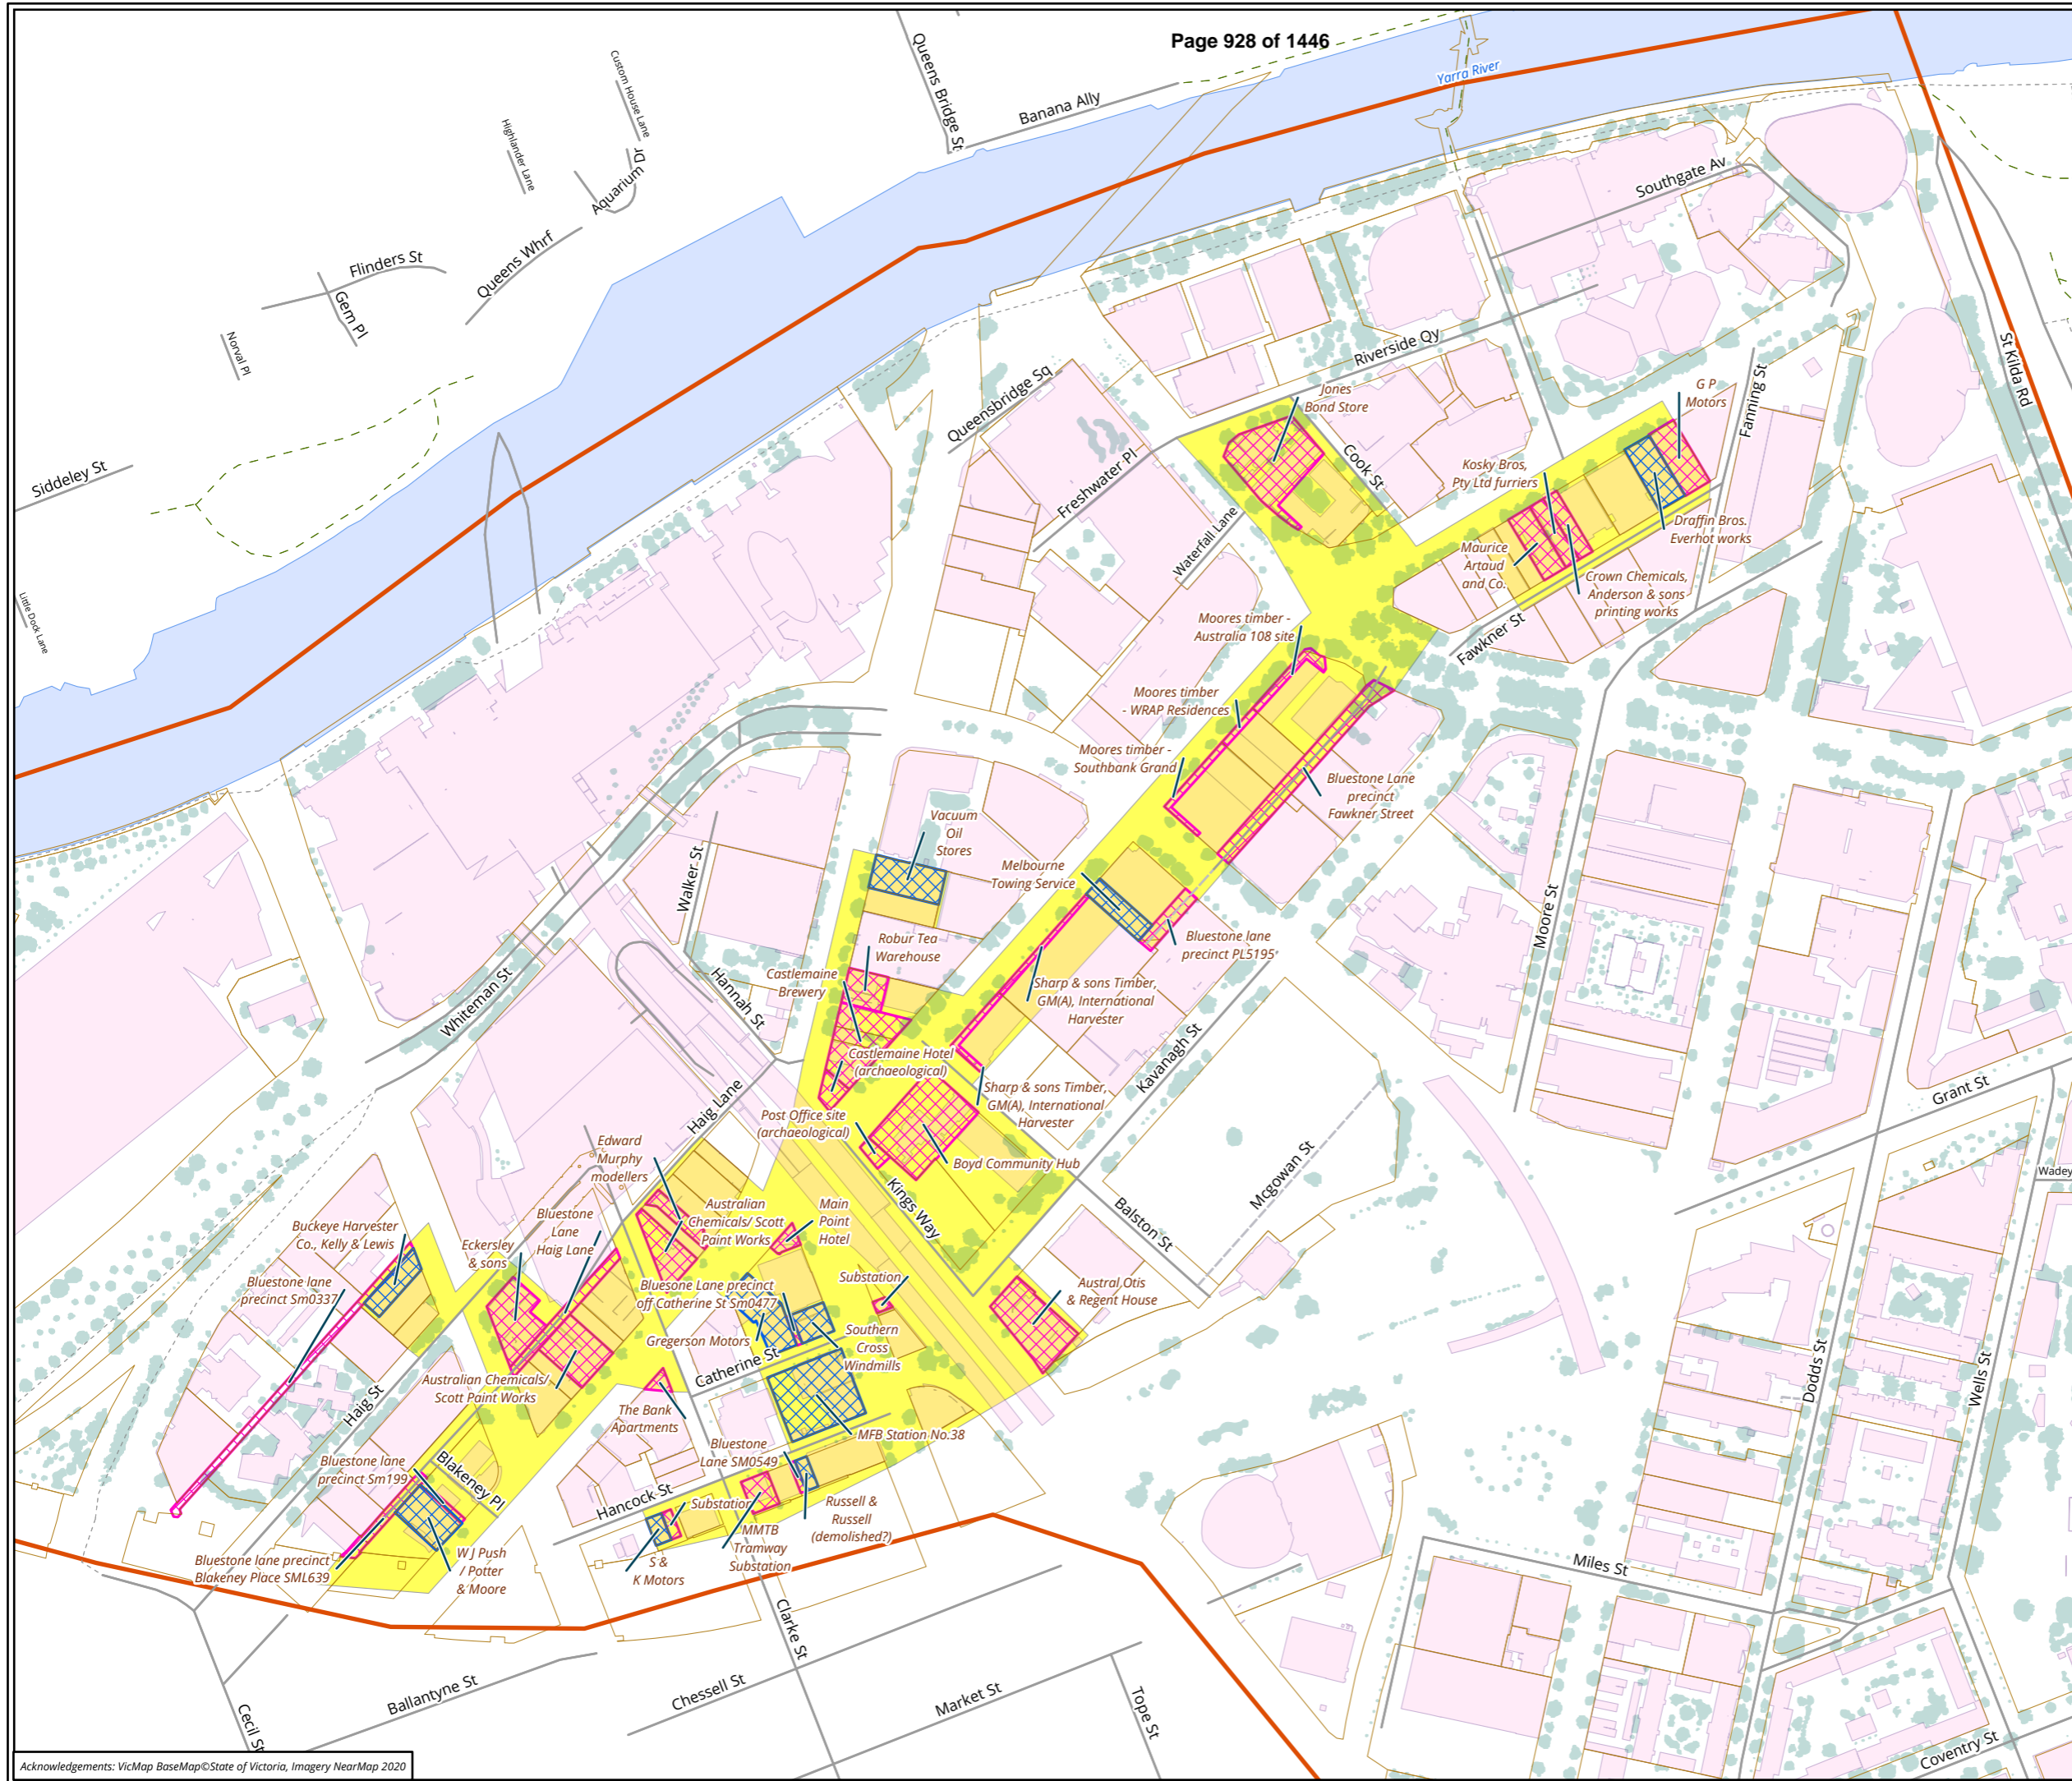 Page 928 of 1446
Yarra River
Custom House Lane
Queens Bridge St
Banana Ally
Highlander Lane
Aquarium Dr
Southgate Av
Queens Whrf
Flinders St
Gem Pl
Norval Pl
St Kilda Rd
Riverside Qy
Queensbridge Sq
Fanning St
Jones
Bond Store
G P
Motors
Cook St
Freshwater Pl
Siddeley St
Kosky Bros,
Pty Ltd furriers
Waterfall Lane
Draffin Bros.
Everhot works
Maurice
Artaud
and Co.
Crown Chemicals,
Anderson & sons
printing works
Little Dock Lane
Moores timber -
Australia 108 site
Fawkner St
Moores timber
- WRAP Residences
Moores timber -
Southbank Grand
Bluestone Lane
precinct
Fawkner Street
Vacuum
Oil
Stores
Melbourne
Towing Service
Walker St
Moore St
Robur Tea
Warehouse
Bluestone lane
precinct PL5195
Castlemaine
Brewery
Hannah St
Whiteman St
Sharp & sons Timber,
GM(A), International
Harvester
Castlemaine Hotel
(archaeological)
Kavanagh St
Grant St
Sharp & sons Timber,
GM(A), International
Harvester
Haig Lane
Post Office site
(archaeological)
Edward
Murphy
modellers
Boyd Community Hub
Mcgowan St
Wadey
Kings Way
Balston St
Australian
Chemicals/ Scott
Paint Works
Main
Point
Hotel
Bluestone
Lane
Haig Lane
Buckeye Harvester
Co., Kelly & Lewis
Eckersley
& sons
Bluestone lane
precinct Sm0337
Bluesone Lane precinct
off Catherine St Sm0477
Substation
Austral Otis
& Regent House
Gregerson Motors
Southern
Cross
Windmills
Catherine St
Dodds St
Wells St
Australian Chemicals/
Scott Paint Works
Haig St
The Bank
Apartments
MFB Station No.38
Bluestone
Lane SM0549
Bluestone lane
precinct Sm199
Blakeney Pl
Hancock St
Substation
Russell &
Russell
(demolished?)
MMTB
Tramway
Substation
S &
K Motors
W J Push
/ Potter
& Moore
Bluestone lane precinct
Blakeney Place SML639
Miles St
Clarke St
Ballantyne St
Chessell St
Market St
Tope St
Cecil St
Coventry St
Acknowledgements: VicMap BaseMap©State of Victoria, Imagery NearMap 2020